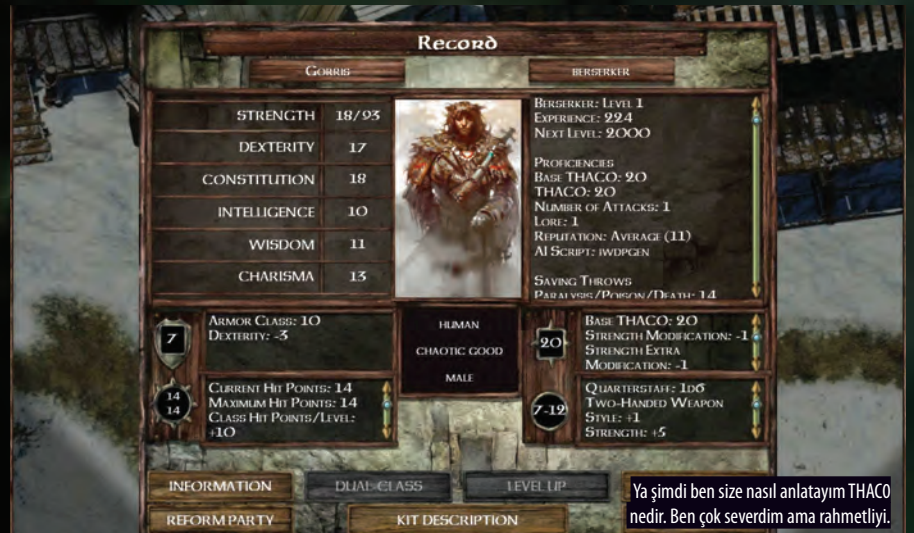 Record
Gorris
Berserker
STRENGTH 18/93
DEXTERITY 17
CONSTITUTION 18
INTELLIGENCE 10
WISDOM 11
CHARISMA 13
Berserker: Level 1
Experience: 224
Next Level: 2000
Proficiencies
Base THACO: 20
THACO: 20
Number of Attacks: 1
Lore: 1
Reputation: Average (11)
AI Script: iwdpgen
Saving Throws
Paralysis/Poison/Death: 14
7
Armor Class: 10
Dexterity: -3
14
14
Current Hit Points: 14
Maximum Hit Points: 14
Class Hit Points/Level:
+10
HUMAN
CHAOTIC GOOD
MALE
20
Base THACO: 20
Strength Modification: -1
Strength Extra
Modification: -1
7-12
Quarterstaff: 1d6
Two-Handed Weapon
Style: +1
Strength: +5
INFORMATION
DUAL CLASS
LEVEL UP
REFORM PARTY
KIT DESCRIPTION
Ya şimdi ben size nasıl anlatayım THAC0
nedir. Ben çok severdim ama rahmetliyi.